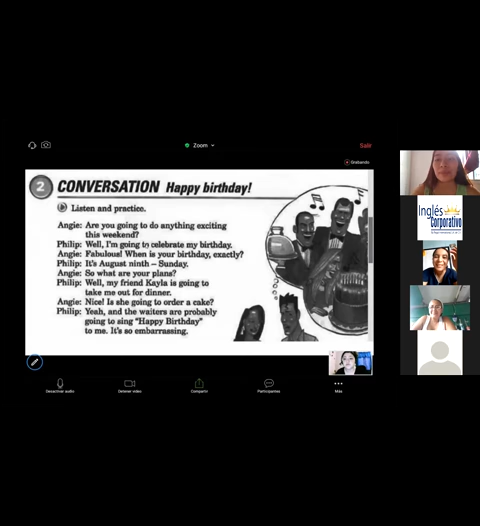 Zoom
Salir
Grabando
2 CONVERSATION Happy birthday!
Listen and practice.
Angie: Are you going to do anything exciting
this weekend?
Philip: Well, I'm going to celebrate my birthday.
Angie: Fabulous! When is your birthday, exactly?
Philip: It's August ninth – Sunday.
Angie: So what are your plans?
Philip: Well, my friend Kayla is going to
take me out for dinner.
Angie: Nice! Is she going to order a cake?
Philip: Yeah, and the waiters are probably
going to sing "Happy Birthday"
to me. It's so embarrassing.
Desactivar audio
Detener video
Compartir
Participantes
Más
Inglés
Corporativo